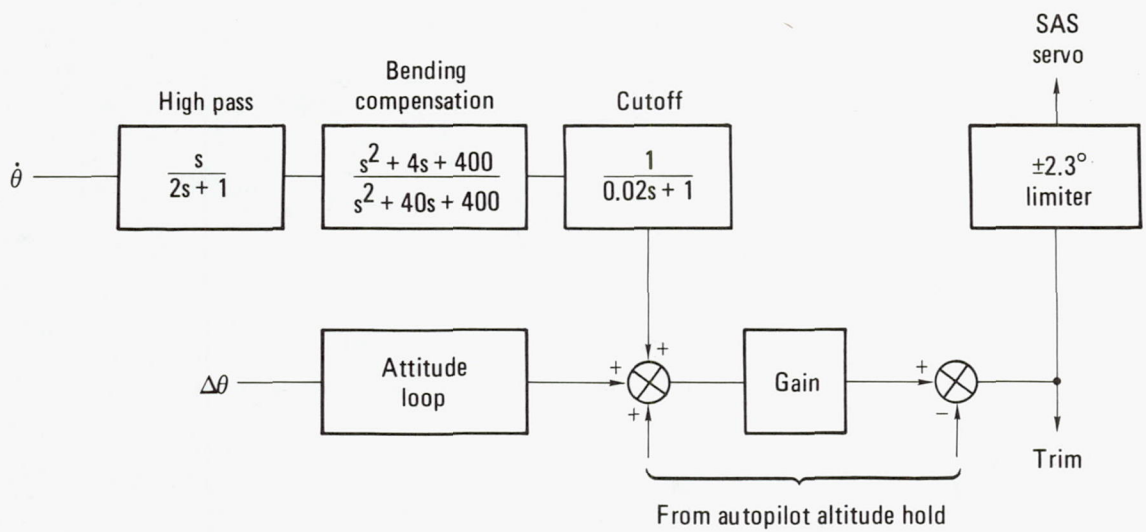 SAS
servo
Bending
compensation
High pass
Cutoff
θ̇
s
2s + 1
s² + 4s + 400
s² + 40s + 400
1
0.02s + 1
±2.3°
limiter
+
Δθ
Attitude
loop
+
+
Gain
+
−
Trim
From autopilot altitude hold